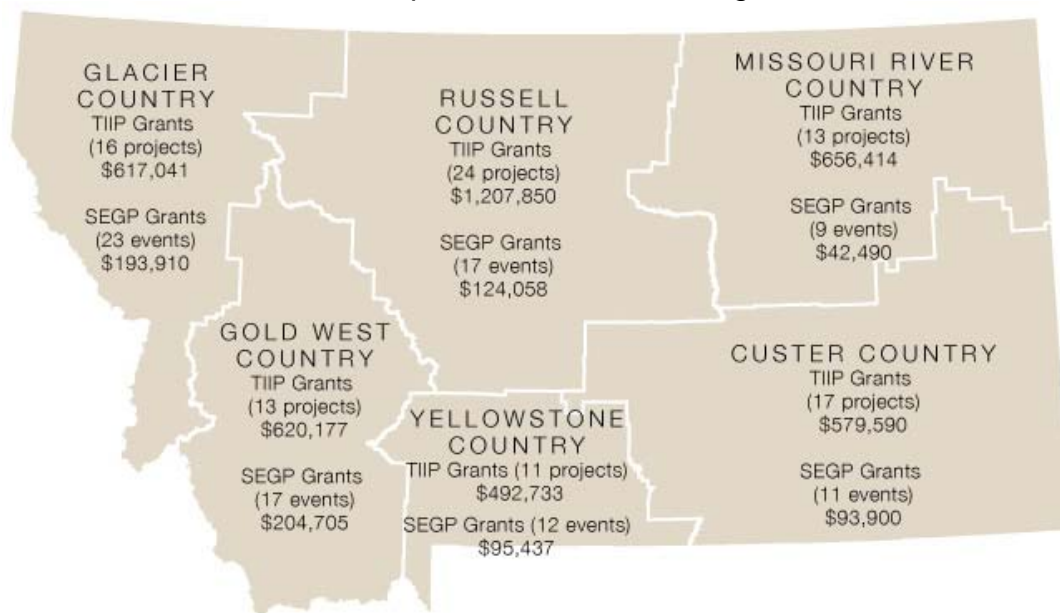 GLACIER
COUNTRY
TIIP Grants
(16 projects)
$617,041
SEGP Grants
(23 events)
$193,910
RUSSELL
COUNTRY
TIIP Grants
(24 projects)
$1,207,850
SEGP Grants
(17 events)
$124,058
MISSOURI RIVER
COUNTRY
TIIP Grants
(13 projects)
$656,414
SEGP Grants
(9 events)
$42,490
GOLD WEST
COUNTRY
TIIP Grants
(13 projects)
$620,177
SEGP Grants
(17 events)
$204,705
YELLOWSTONE
COUNTRY
TIIP Grants (11 projects)
$492,733
SEGP Grants (12 events)
$95,437
CUSTER COUNTRY
TIIP Grants
(17 projects)
$579,590
SEGP Grants
(11 events)
$93,900